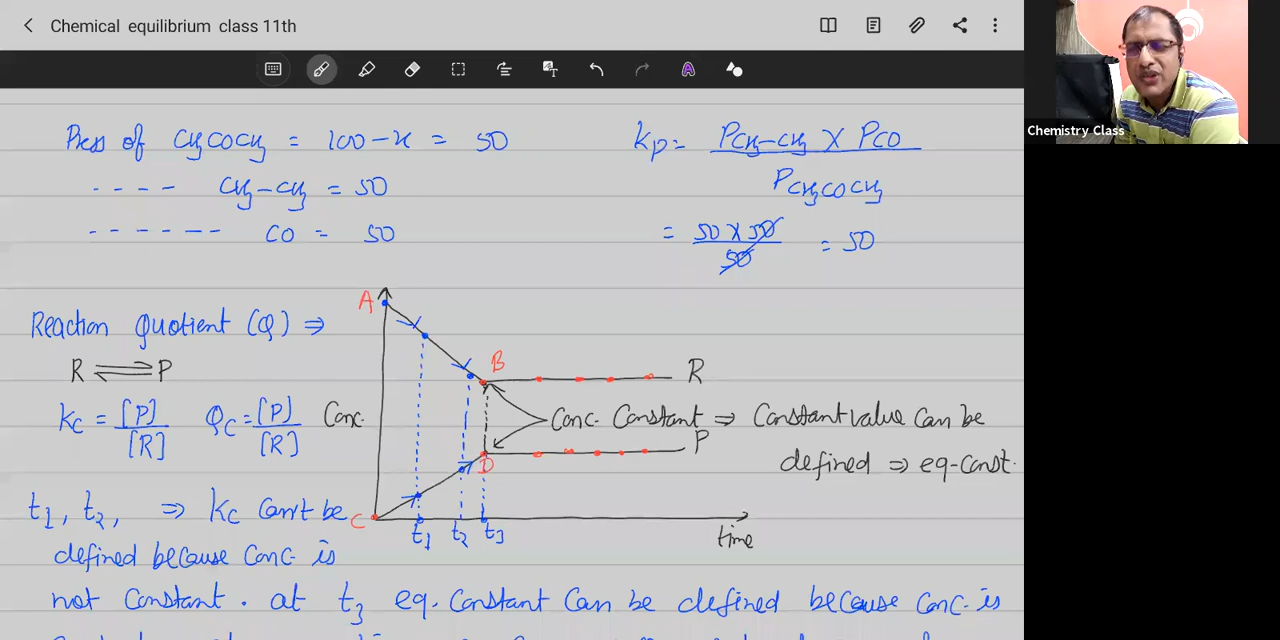 Chemical equilibrium class 11th
Chemistry Class
Press of CH3COCH3 = 100 - x = 50
---- CH3-CH3 = 50
------ CO = 50
Kp = PCH3-CH3 X PCO
PCH3COCH3
= 50 X 50
50
= 50
Reaction Quotient (Q) ⇒
R ⇌ P
Kc = [P]
[R]
Qc = [P]
[R]
Conc.
A
B
R
Conc. Constant ⇒ Constant value can be
defined ⇒ eq. Const.
P
D
C
t1 t2 t3
time
t1, t2, ⇒ Kc Can't be
defined because Conc. is
not Constant. at t3 eq. Constant Can be defined because Conc. is